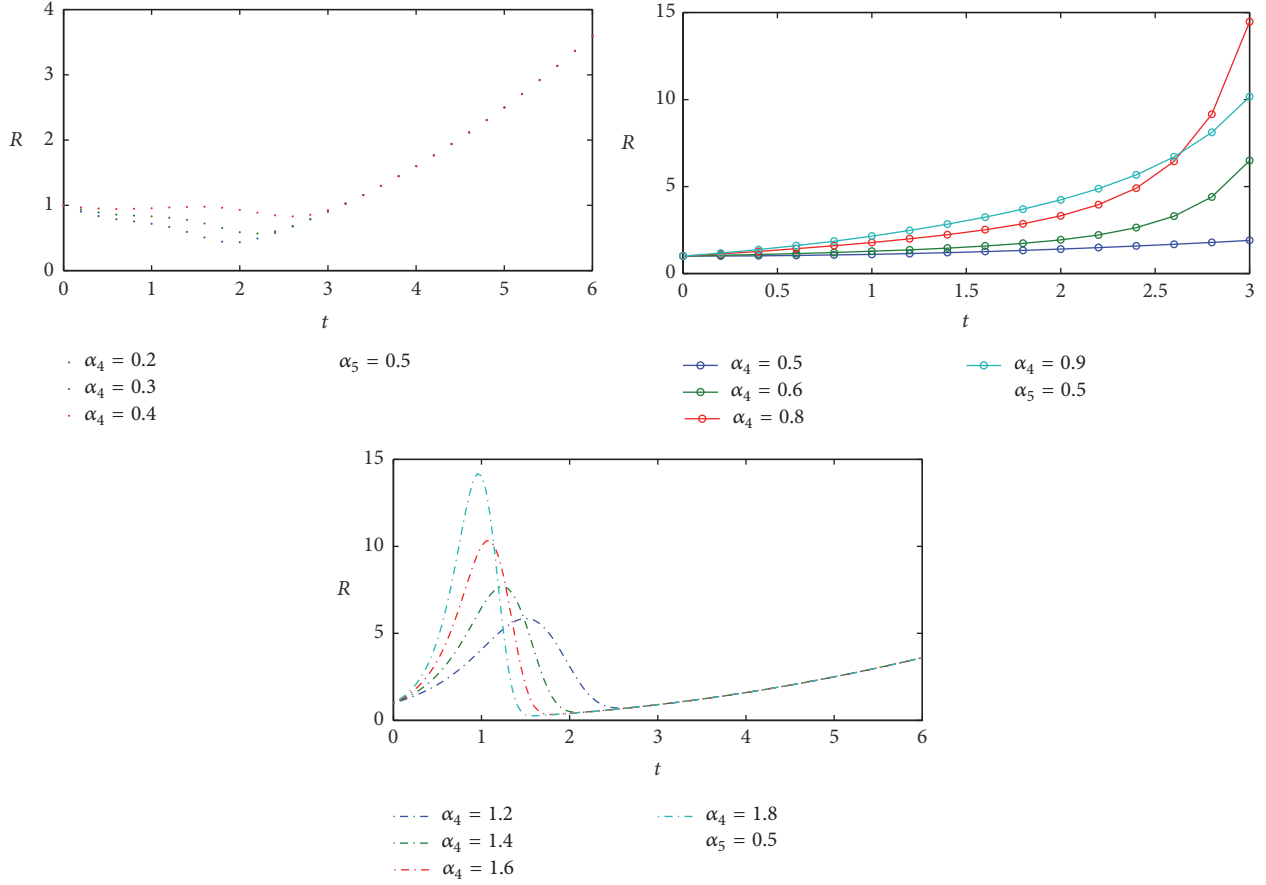 4
3
R
2
1
0
0 1 2 3 4 5 6
t
α₄ = 0.2 α₅ = 0.5
α₄ = 0.3
α₄ = 0.4
15
10
R
5
0
0 0.5 1 1.5 2 2.5 3
t
α₄ = 0.5 α₄ = 0.9
α₄ = 0.6 α₅ = 0.5
α₄ = 0.8
15
10
R
5
0
0 1 2 3 4 5 6
t
α₄ = 1.2 α₄ = 1.8
α₄ = 1.4 α₅ = 0.5
α₄ = 1.6